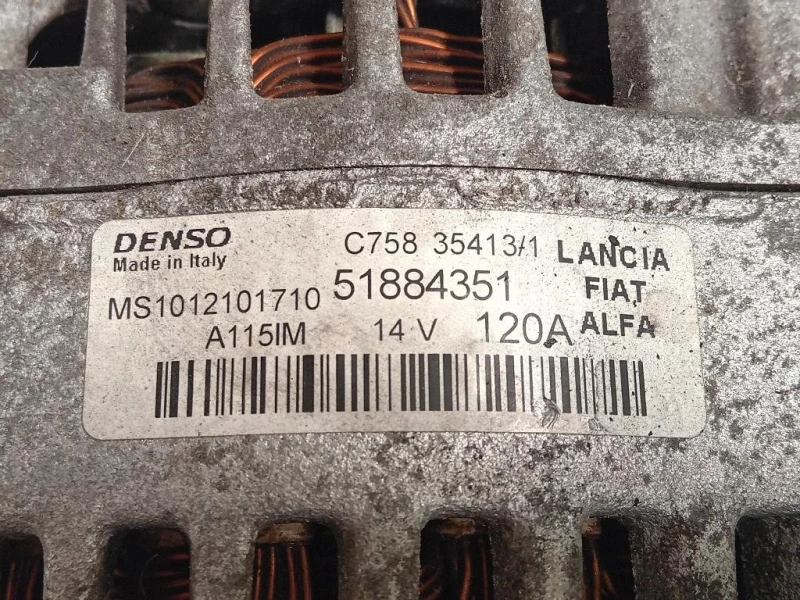 DENSO C758 35413/1 LANCIA
Made in Italy
MS1012101710 51884351 FIAT
A115IM 14 V 120A ALFA